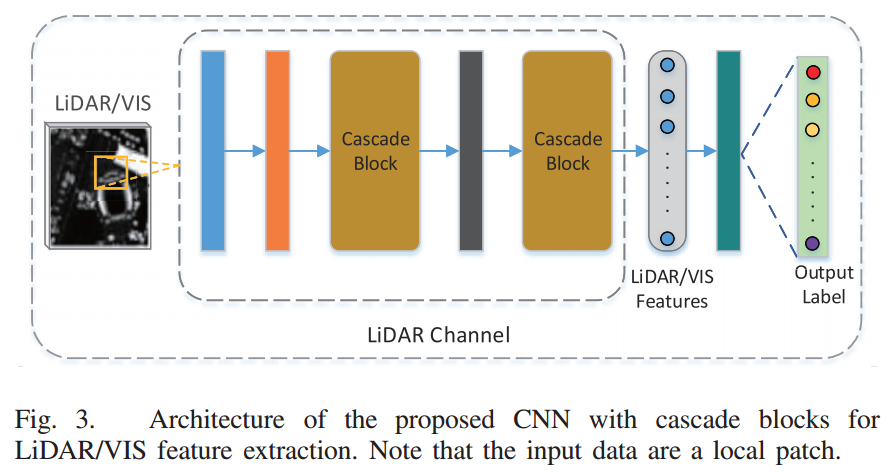 LiDAR/VIS
Cascade
Block
Cascade
Block
LiDAR/VIS
Features
Output
Label
LiDAR Channel
Fig. 3. Architecture of the proposed CNN with cascade blocks for
LiDAR/VIS feature extraction. Note that the input data are a local patch.